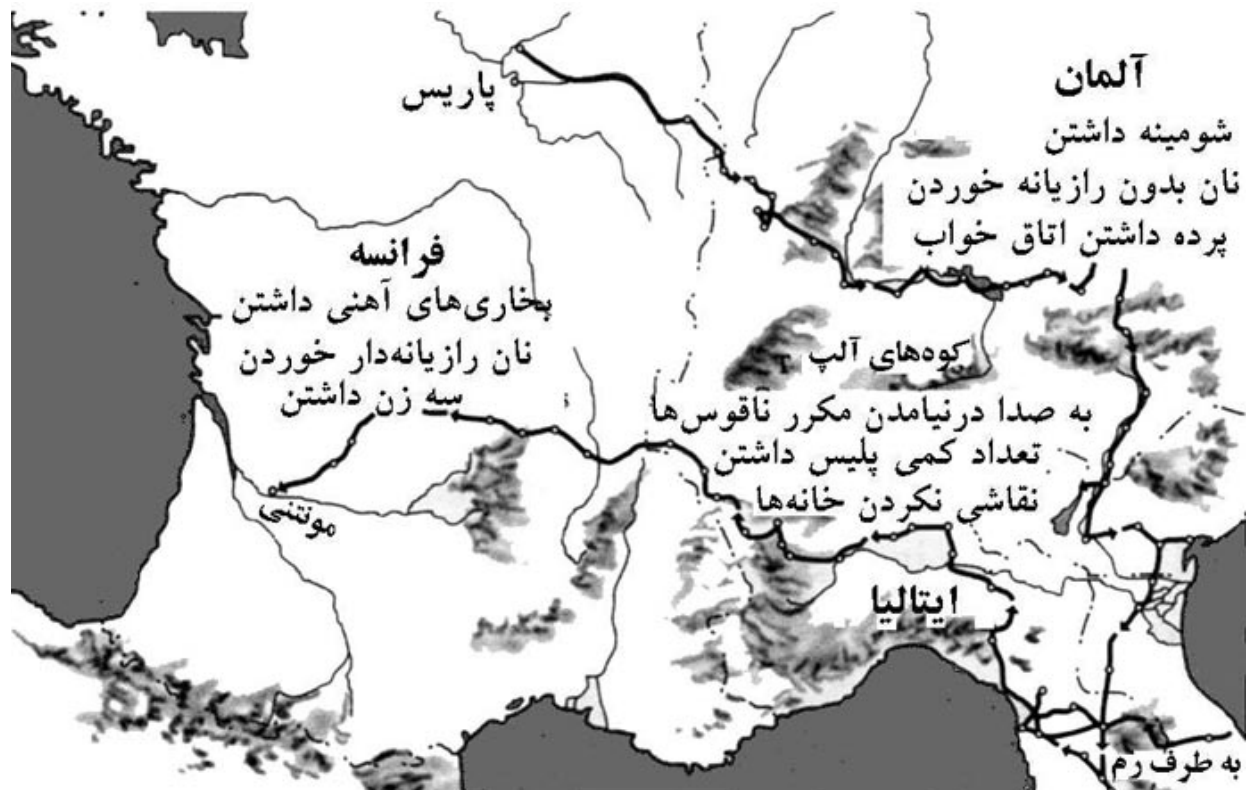 آلمان
شومینه داشتن
نان بدون رازیانه خوردن
پرده داشتن اتاق خواب
پاریس
فرانسه
بخاری‌های آهنی داشتن
نان رازیانه‌دار خوردن
سه زن داشتن
کوه‌های آلپ
به صدا درنیامدن مکرر ناقوس‌ها
تعداد کمی پلیس داشتن
نقاشی نکردن خانه‌ها
مونتنی
ایتالیا
به طرف رم